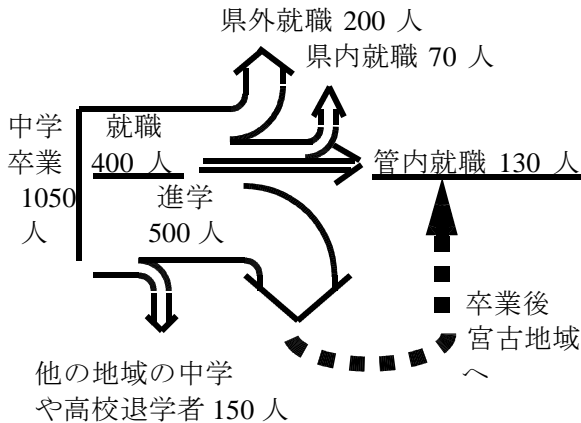 県外就職 200 人
県内就職 70 人
中学
卒業
1050
人
就職
400 人
管内就職 130 人
進学
500 人
卒業後
宮古地域
へ
他の地域の中学
や高校退学者 150 人